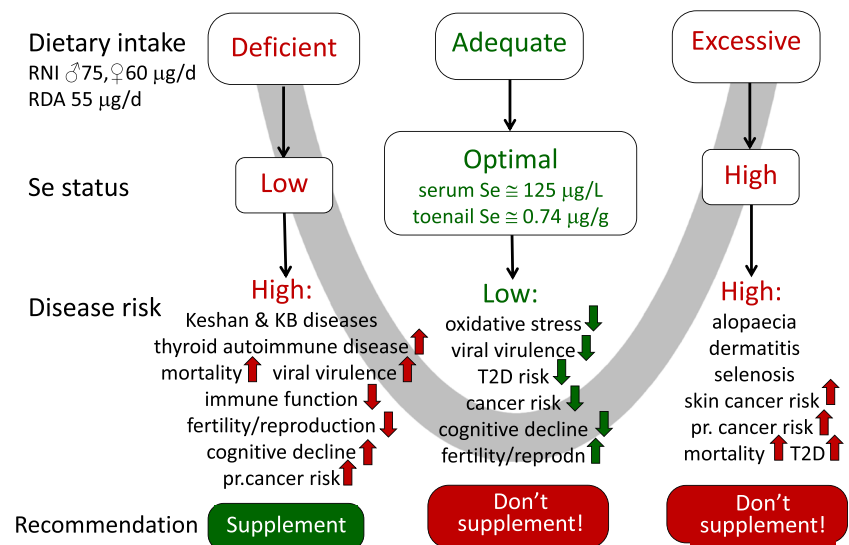 Dietary intake
RNI ♂75,♀60 µg/d
RDA 55 µg/d
Deficient
Adequate
Excessive
Se status
Low
Optimal
serum Se ≅ 125 µg/L
toenail Se ≅ 0.74 µg/g
High
Disease risk
High:
Keshan & KB diseases
thyroid autoimmune disease
mortality viral virulence
immune function
fertility/reproduction
cognitive decline
pr.cancer risk
Low:
oxidative stress
viral virulence
T2D risk
cancer risk
cognitive decline
fertility/reprodn
High:
alopaecia
dermatitis
selenosis
skin cancer risk
pr. cancer risk
mortality T2D
Recommendation
Supplement
Don't
supplement!
Don't
supplement!